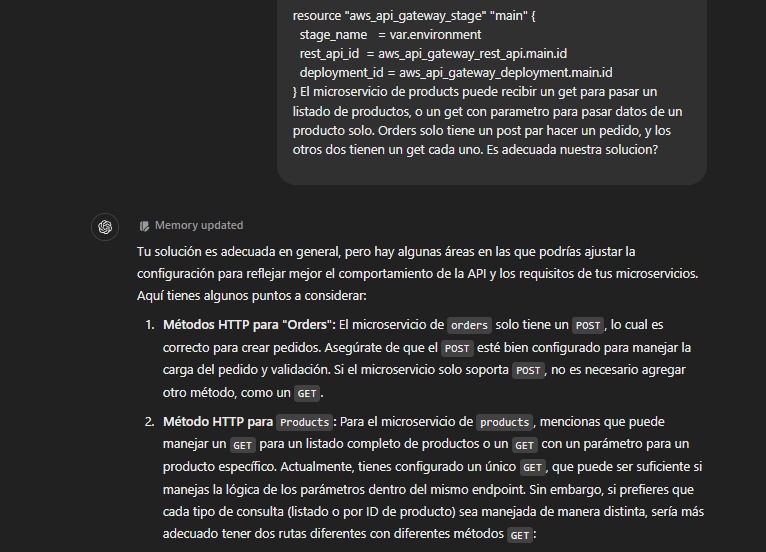 resource "aws_api_gateway_stage" "main" {
stage_name = var.environment
rest_api_id = aws_api_gateway_rest_api.main.id
deployment_id = aws_api_gateway_deployment.main.id
} El microservicio de products puede recibir un get para pasar un
listado de productos, o un get con parametro para pasar datos de un
producto solo. Orders solo tiene un post par hacer un pedido, y los
otros dos tienen un get cada uno. Es adecuada nuestra solucion?
Memory updated
Tu solución es adecuada en general, pero hay algunas áreas en las que podrías ajustar la
configuración para reflejar mejor el comportamiento de la API y los requisitos de tus microservicios.
Aquí tienes algunos puntos a considerar:
1. Métodos HTTP para "Orders": El microservicio de orders solo tiene un POST, lo cual es
correcto para crear pedidos. Asegúrate de que el POST esté bien configurado para manejar la
carga del pedido y validación. Si el microservicio solo soporta POST, no es necesario agregar
otro método, como un GET.
2. Método HTTP para Products: Para el microservicio de products, mencionas que puede
manejar un GET para un listado completo de productos o un GET con un parámetro para un
producto específico. Actualmente, tienes configurado un único GET, que puede ser suficiente si
manejas la lógica de los parámetros dentro del mismo endpoint. Sin embargo, si prefieres que
cada tipo de consulta (listado o por ID de producto) sea manejada de manera distinta, sería más
adecuado tener dos rutas diferentes con diferentes métodos GET: